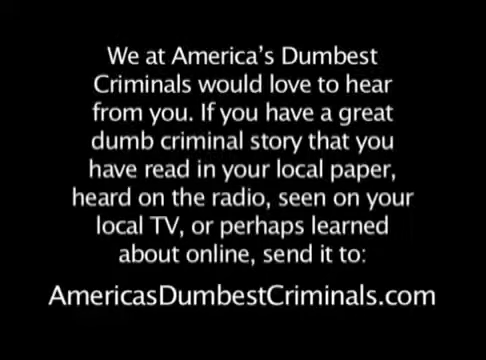 We at America's Dumbest
Criminals would love to hear
from you. If you have a great
dumb criminal story that you
have read in your local paper,
heard on the radio, seen on your
local TV, or perhaps learned
about online, send it to:
AmericasDumbestCriminals.com